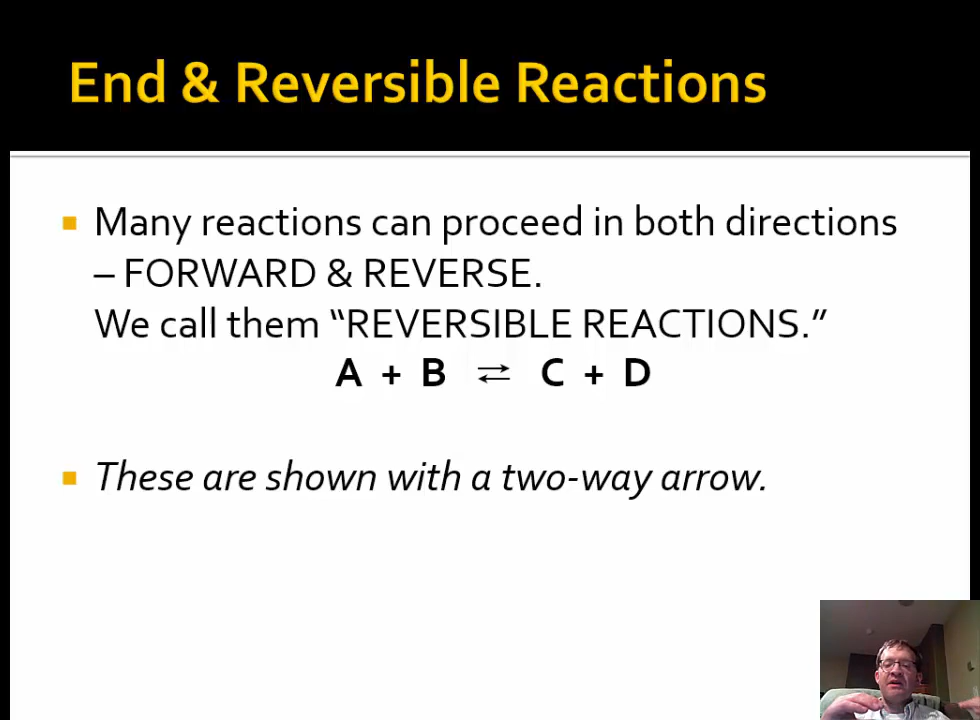 End & Reversible Reactions
Many reactions can proceed in both directions
– FORWARD & REVERSE.
We call them “REVERSIBLE REACTIONS.”
A + B ⇄ C + D
These are shown with a two-way arrow.